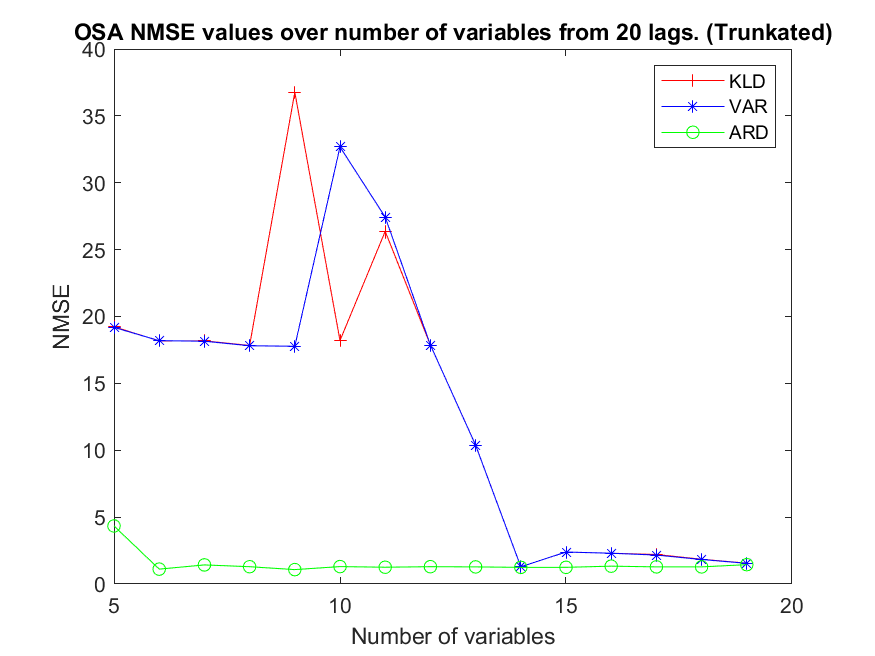 OSA NMSE values over number of variables from 20 lags. (Trunkated)
40
35
30
25
20
15
10
5
0
NMSE
KLD
VAR
ARD
5
10
15
20
Number of variables